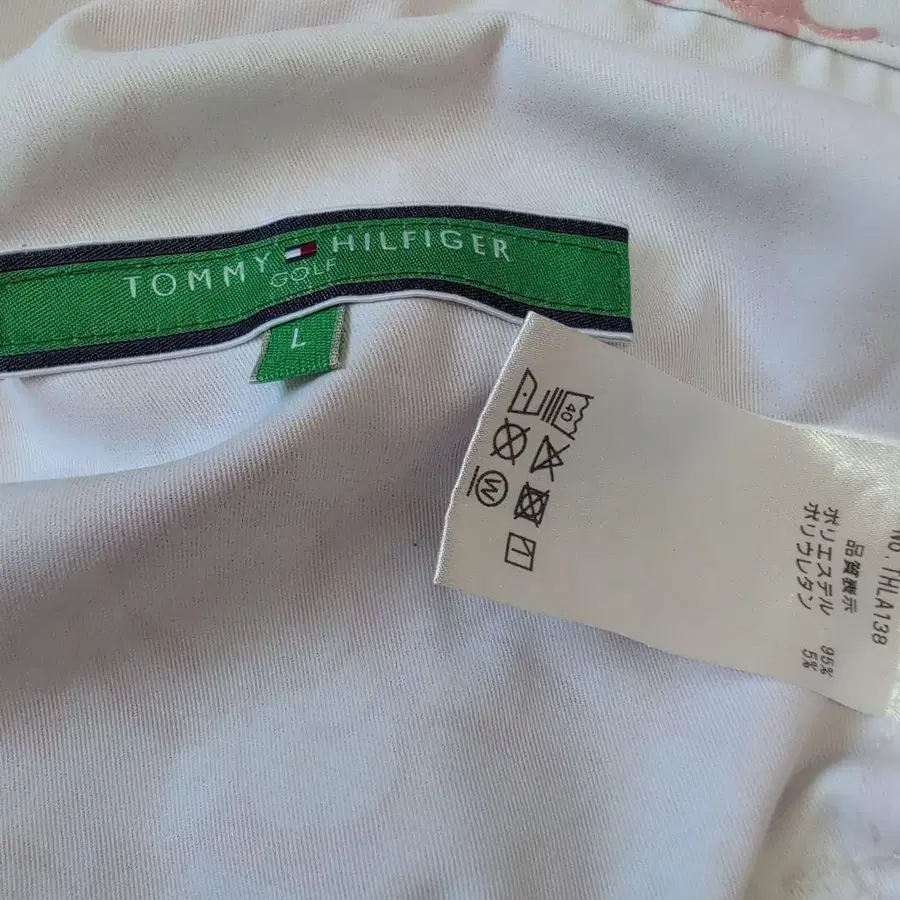 TOMMY HILFIGER
GOLF
L
No. THLA138
品質表示
ポリエステル 95%
ポリウレタン 5%
40
W